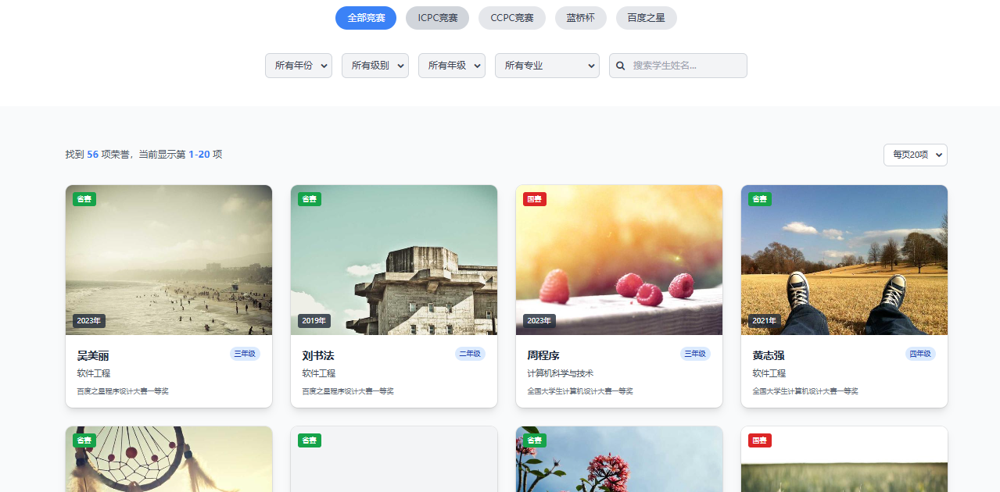 全部竞赛 ICPC竞赛 CCPC竞赛 蓝桥杯 百度之星
所有年份 所有级别 所有年级 所有专业 搜索学生姓名...
找到 56 项荣誉，当前显示第 1-20 项 每页20项
省赛 省赛 国赛 省赛
2023年 2019年 2023年 2021年
吴美丽 三年级 刘书法 二年级 周程序 三年级 黄志强 四年级
软件工程 软件工程 计算机科学与技术 软件工程
百度之星程序设计大赛一等奖 百度之星程序设计大赛一等奖 全国大学生计算机设计大赛一等奖 全国大学生计算机设计大赛一等奖
省赛 省赛 省赛 国赛